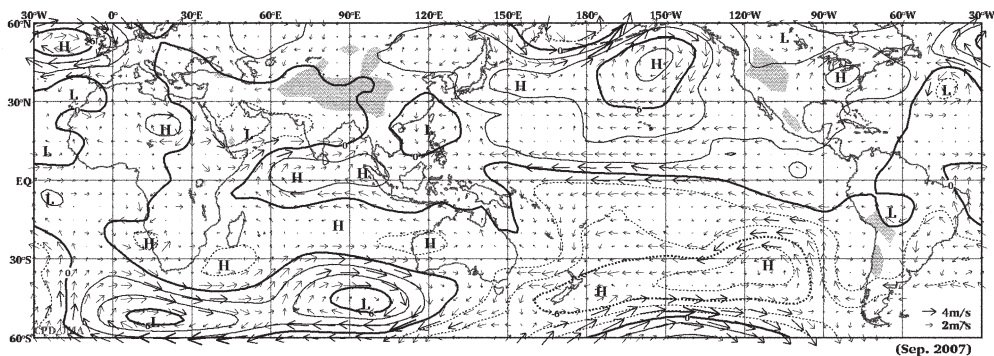 60°N
30°W 0° 30°E 60°E 90°E 120°E 150°E 180° 150°W 120°W 90°W 60°W 30°W
H L
H H H
L L
30°N
H L L
L
H H
EQ
L L
H
H H
30°S
H H H
L
L
60°S
CPD/JMA
4m/s
2m/s
(Sep. 2007)